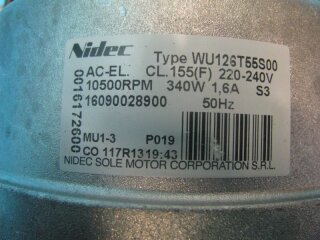 Nidec
Type WU126T55S00
AC-EL. CL.155(F) 220-240V
10500RPM 340W 1,6A S3
16090028900 50Hz
0016172600
MU1-3 P019
CO 117R1319:43
NIDEC SOLE MOTOR CORPORATION S.R.L.